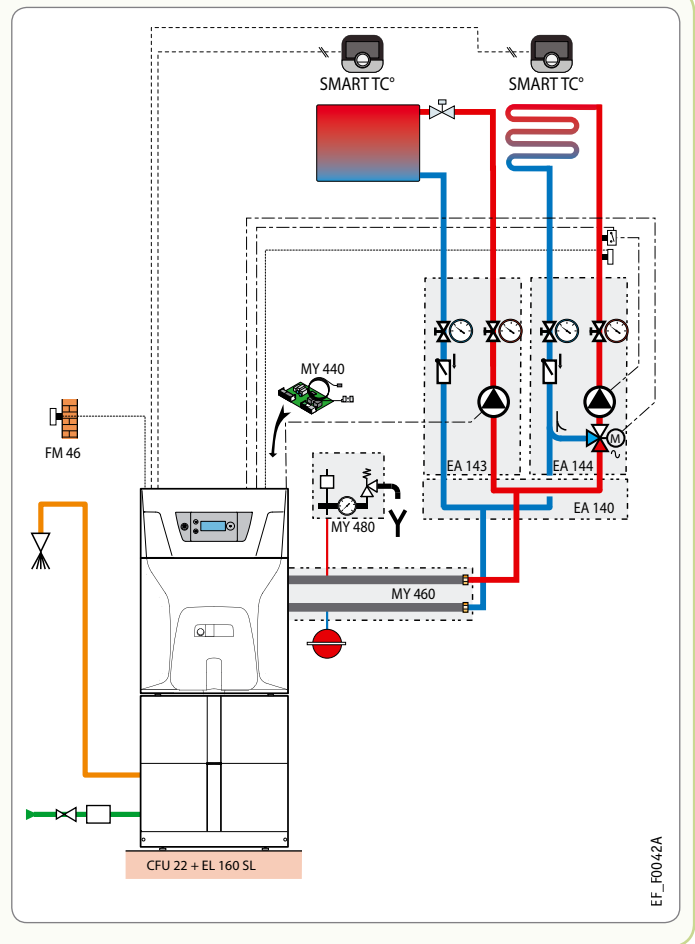 SMART TC°
SMART TC°
MY 440
FM 46
EA 143
EA 144
M
EA 140
MY 480
MY 460
CFU 22 + EL 160 SL
EF_F0042A